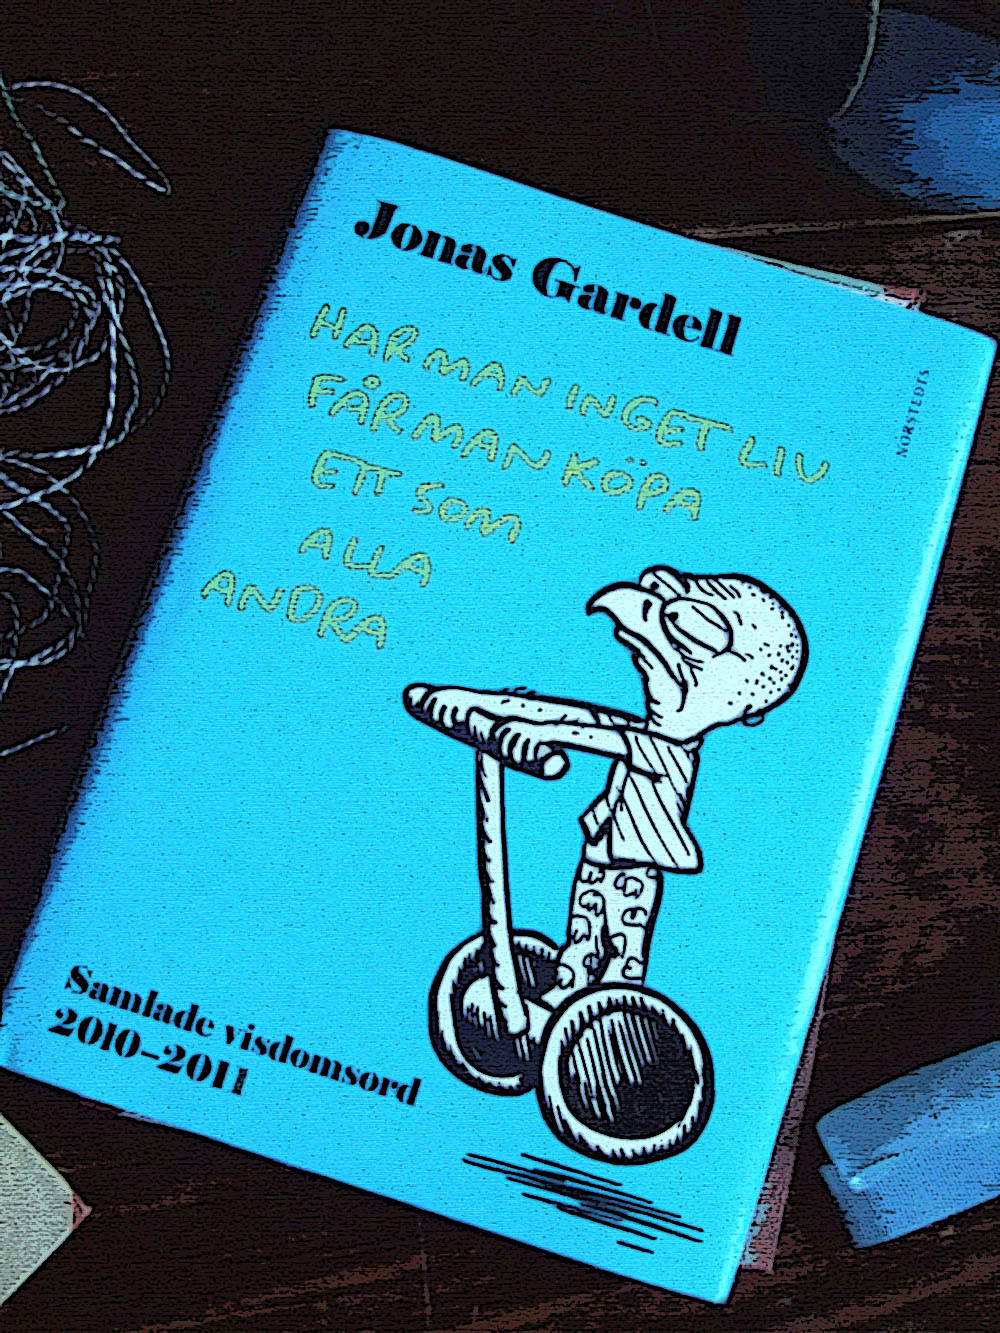 Jonas Gardell
HAR MAN INGET LIV
FÅR MAN KÖPA
ETT SOM
ALLA
ANDRA
NORSTEDTS
Samlade visdomsord
2010–2011